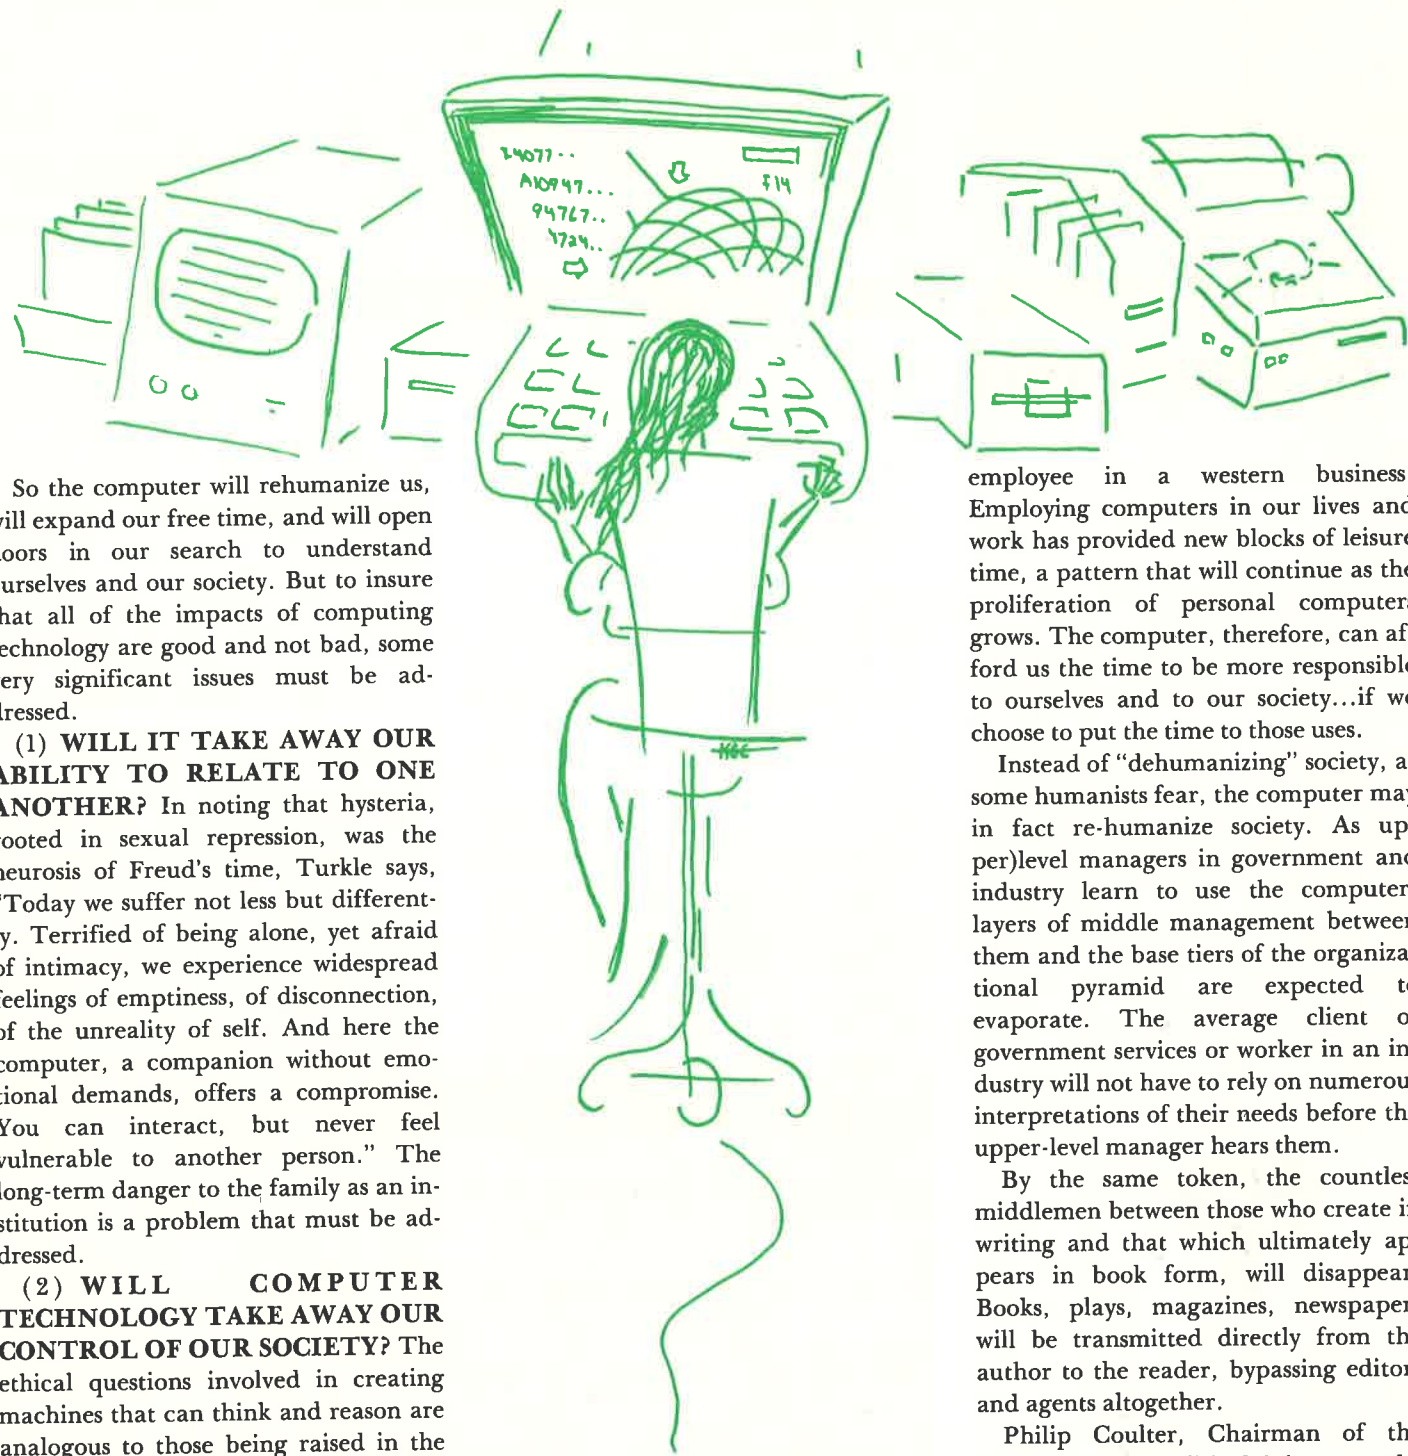 Σ4077..
A10947...
94767..
4724..
F14
So the computer will rehumanize us,
will expand our free time, and will open
doors in our search to understand
ourselves and our society. But to insure
that all of the impacts of computing
technology are good and not bad, some
very significant issues must be ad-
dressed.
(1) WILL IT TAKE AWAY OUR
ABILITY TO RELATE TO ONE
ANOTHER? In noting that hysteria,
rooted in sexual repression, was the
neurosis of Freud's time, Turkle says,
"Today we suffer not less but different-
ly. Terrified of being alone, yet afraid
of intimacy, we experience widespread
feelings of emptiness, of disconnection,
of the unreality of self. And here the
computer, a companion without emo-
tional demands, offers a compromise.
You can interact, but never feel
vulnerable to another person." The
long-term danger to the family as an in-
stitution is a problem that must be ad-
dressed.
(2) WILL COMPUTER
TECHNOLOGY TAKE AWAY OUR
CONTROL OF OUR SOCIETY? The
ethical questions involved in creating
machines that can think and reason are
analogous to those being raised in the
employee in a western business
Employing computers in our lives and
work has provided new blocks of leisure
time, a pattern that will continue as the
proliferation of personal computers
grows. The computer, therefore, can af
ford us the time to be more responsible
to ourselves and to our society...if we
choose to put the time to those uses.
Instead of "dehumanizing" society, a
some humanists fear, the computer may
in fact re-humanize society. As up
per)level managers in government and
industry learn to use the computer
layers of middle management between
them and the base tiers of the organiza
tional pyramid are expected to
evaporate. The average client o
government services or worker in an in
dustry will not have to rely on numerou
interpretations of their needs before th
upper-level manager hears them.
By the same token, the countles
middlemen between those who create in
writing and that which ultimately ap
pears in book form, will disappear
Books, plays, magazines, newspaper
will be transmitted directly from th
author to the reader, bypassing editor
and agents altogether.
Philip Coulter, Chairman of th